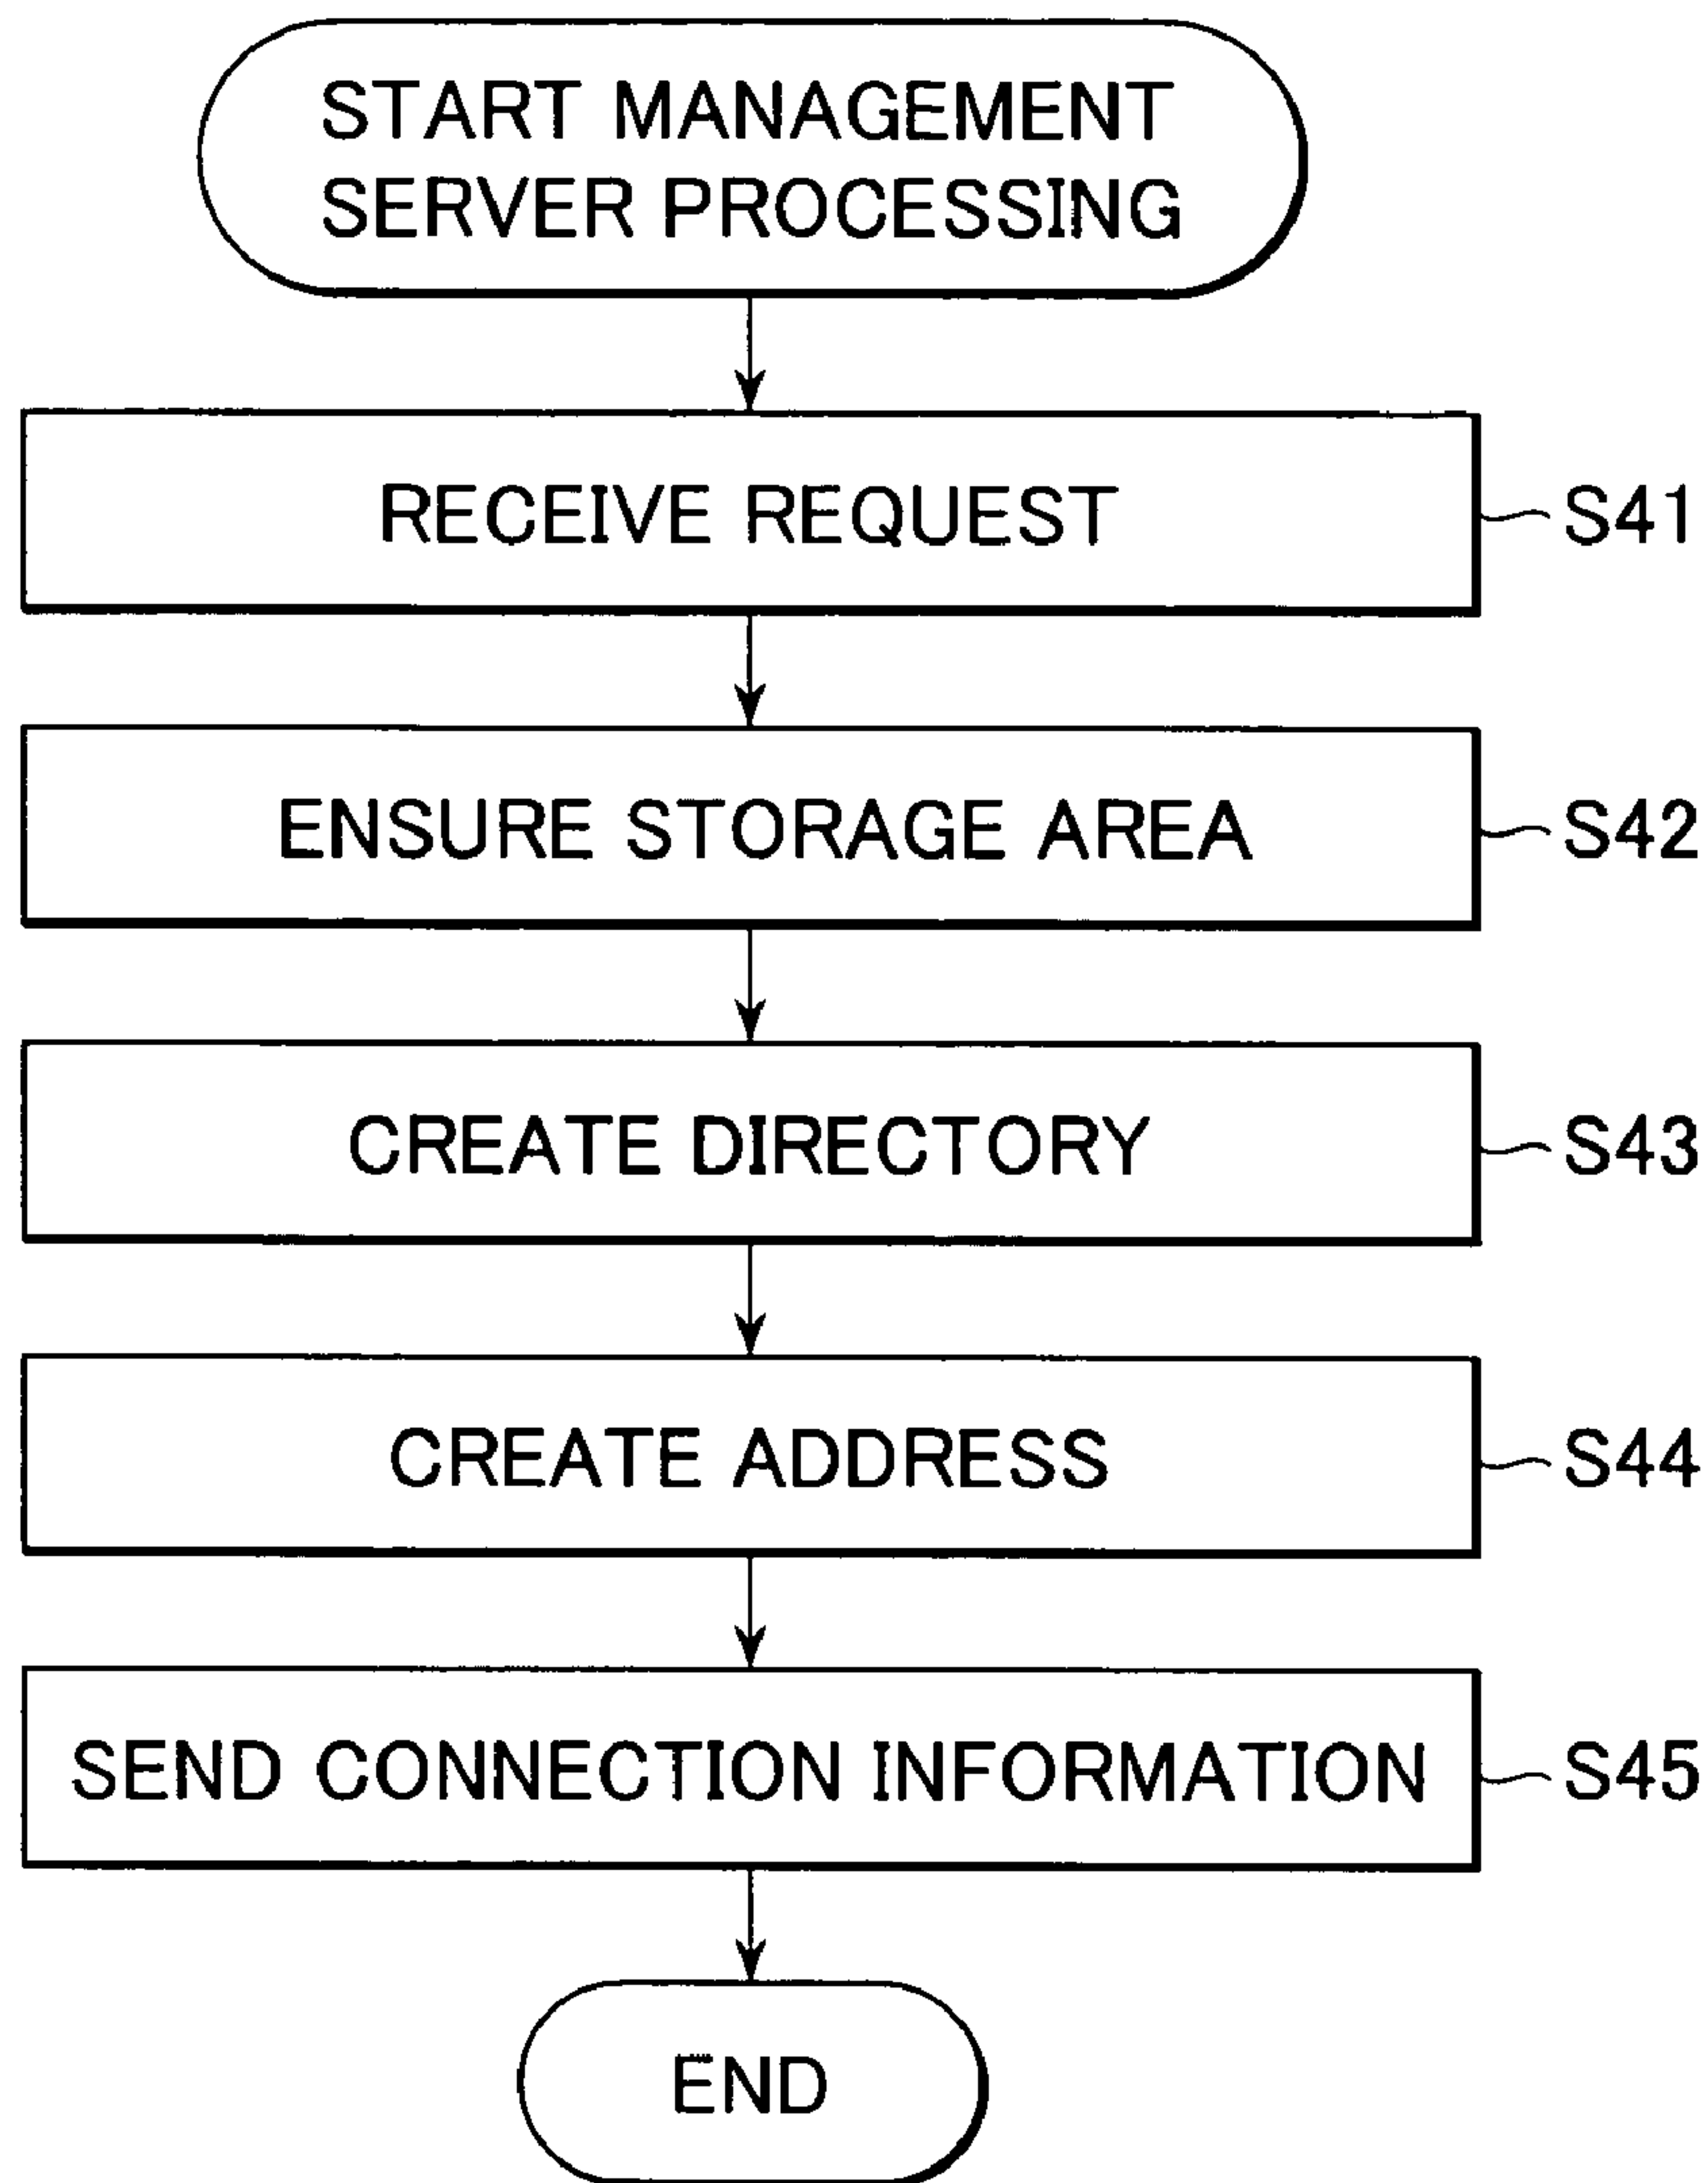 START MANAGEMENT
SERVER PROCESSING
RECEIVE REQUEST
S41
ENSURE STORAGE AREA
S42
CREATE DIRECTORY
S43
CREATE ADDRESS
S44
SEND CONNECTION INFORMATION
S45
END